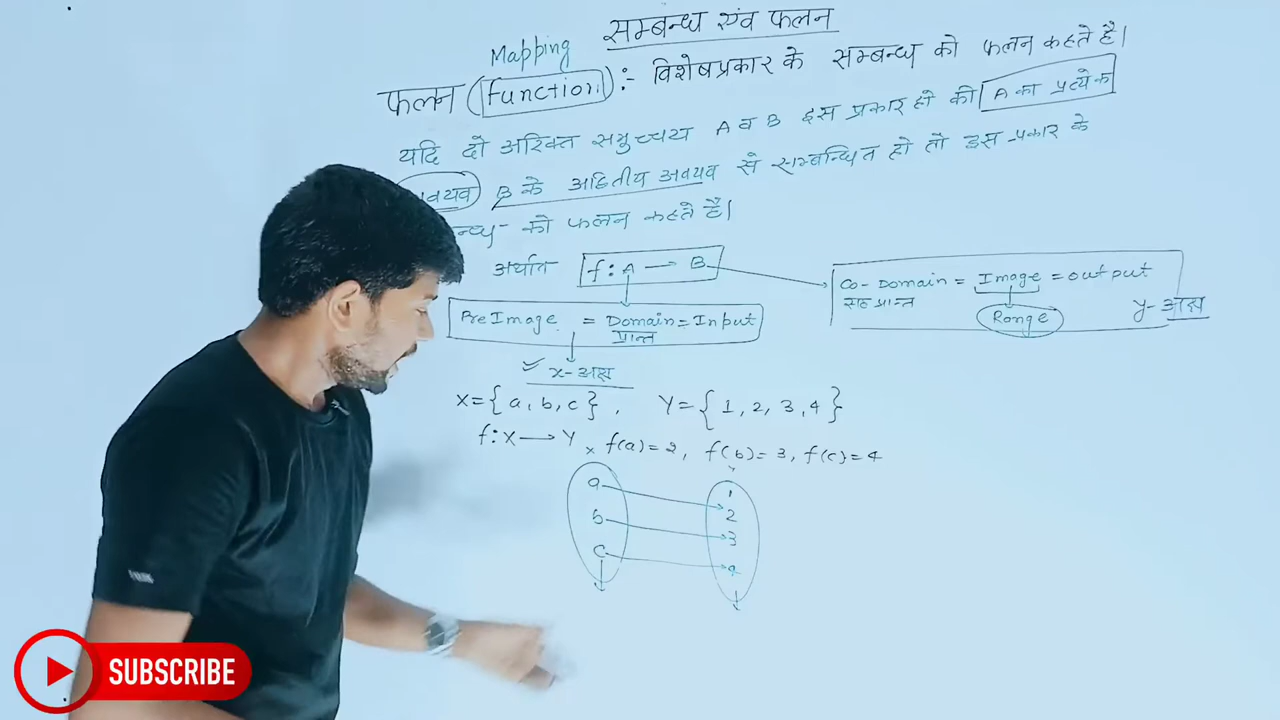 सम्बन्ध एवं फलन
Mapping
फलन (function) :- विशेषप्रकार के सम्बन्ध को फलन कहते है।
यदि दो अरिक्त समुच्चय A व B इस प्रकार हो की A का प्रत्येक
अवयव B के अद्वितीय अवयव से सम्बन्धित हो तो इस प्रकार के
को फलन कहते है।
अर्थात f : A → B
Co-Domain = Image = output
सह प्रान्त
Range
y-अक्ष
Pre Image = Domain = Input
प्रान्त
x-अक्ष
X = {a, b, c}, Y = {1, 2, 3, 4}
f: X → Y
f(a) = 2, f(b) = 3, f(c) = 4
x
a 1
b 2
c 3
4
SUBSCRIBE